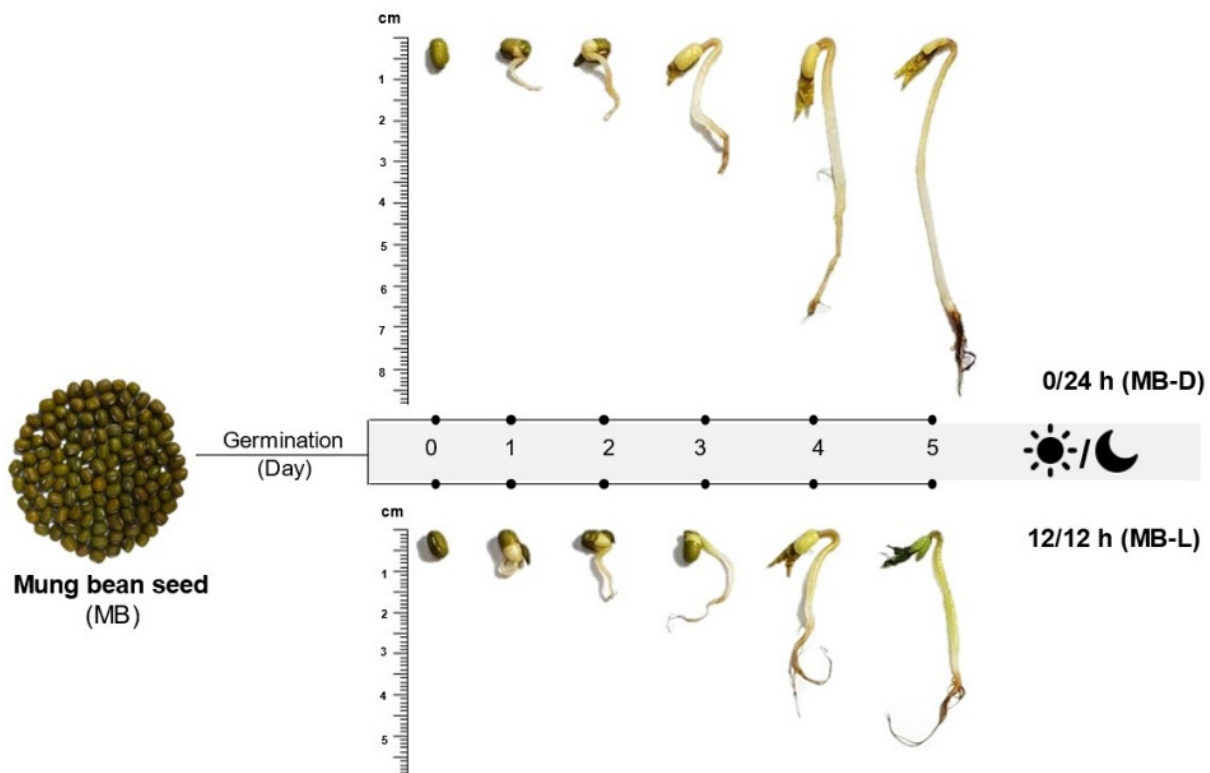 cm
1
2
3
4
5
6
7
8
0/24 h (MB-D)
Germination
(Day)
0 1 2 3 4 5
/
Mung bean seed
(MB)
cm
1
2
3
4
5
12/12 h (MB-L)